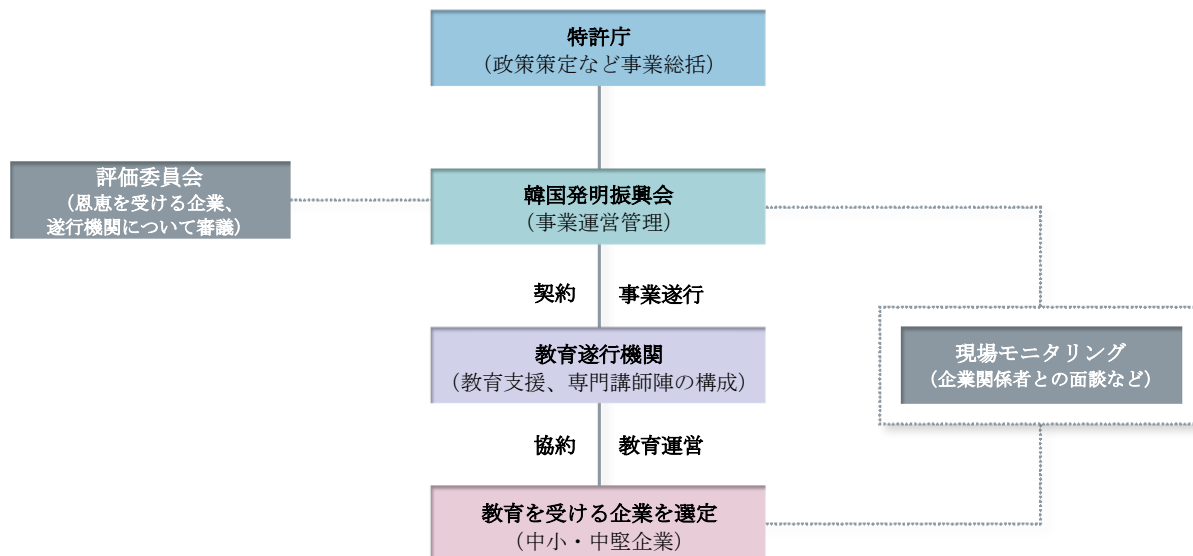 特許庁
（政策策定など事業総括）
評価委員会
（恩恵を受ける企業、
遂行機関について審議）
韓国発明振興会
（事業運営管理）
契約 事業遂行
教育遂行機関
（教育支援、専門講師陣の構成）
現場モニタリング
（企業関係者との面談など）
協約 教育運営
教育を受ける企業を選定
（中小・中堅企業）